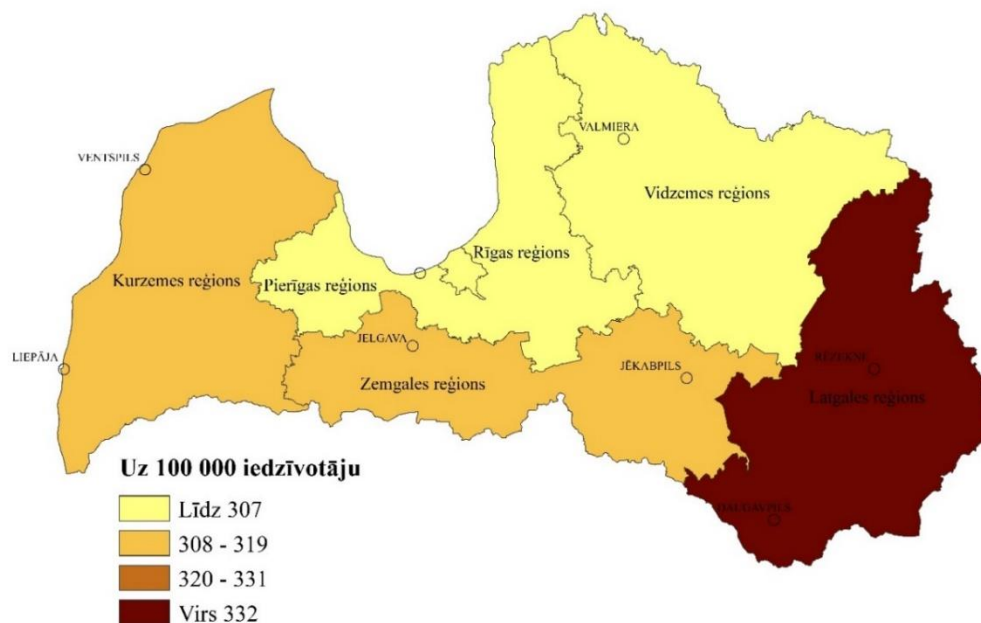 VALMIERA
VENTSPILS
Vidzemes reģions
Rīgas reģions
Kurzemes reģions
Pierīgas reģions
JELGAVA
LIEPĀJA
RĒZEKNE
JĒKABPILS
Zemgales reģions
Latgales reģions
Uz 100 000 iedzīvotāju
Līdz 307
308 - 319
DAUGAVPILS
320 - 331
Virs 332